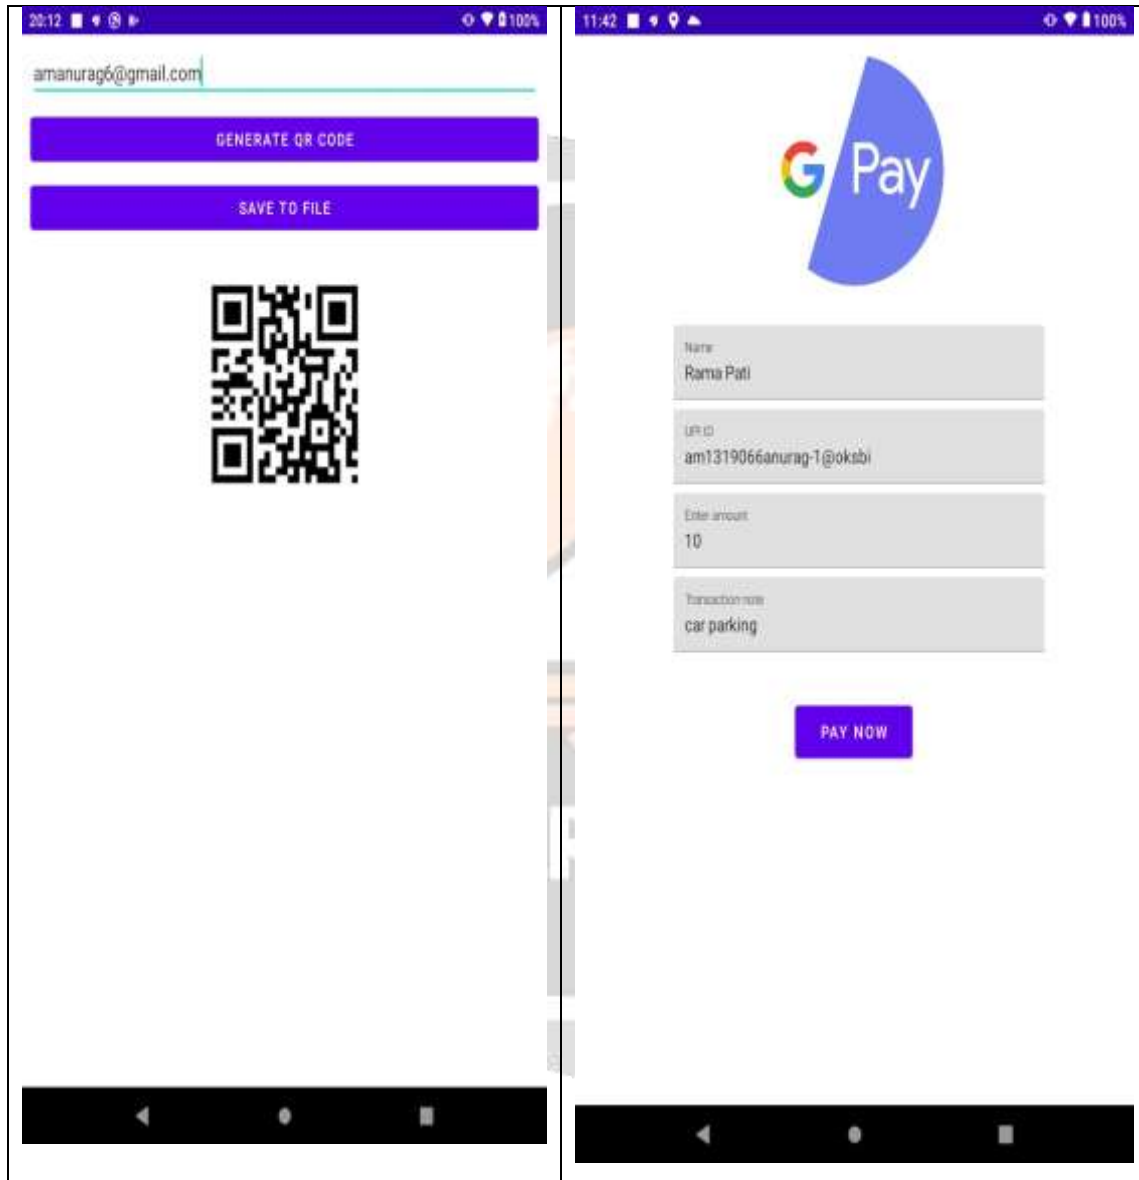 20:12
100%
amanurag6@gmail.com
GENERATE QR CODE
SAVE TO FILE
11:42
100%
G Pay
Name
Rama Pati
UPI ID
am1319066anurag-1@oksbi
Enter amount
10
Transaction note
car parking
PAY NOW